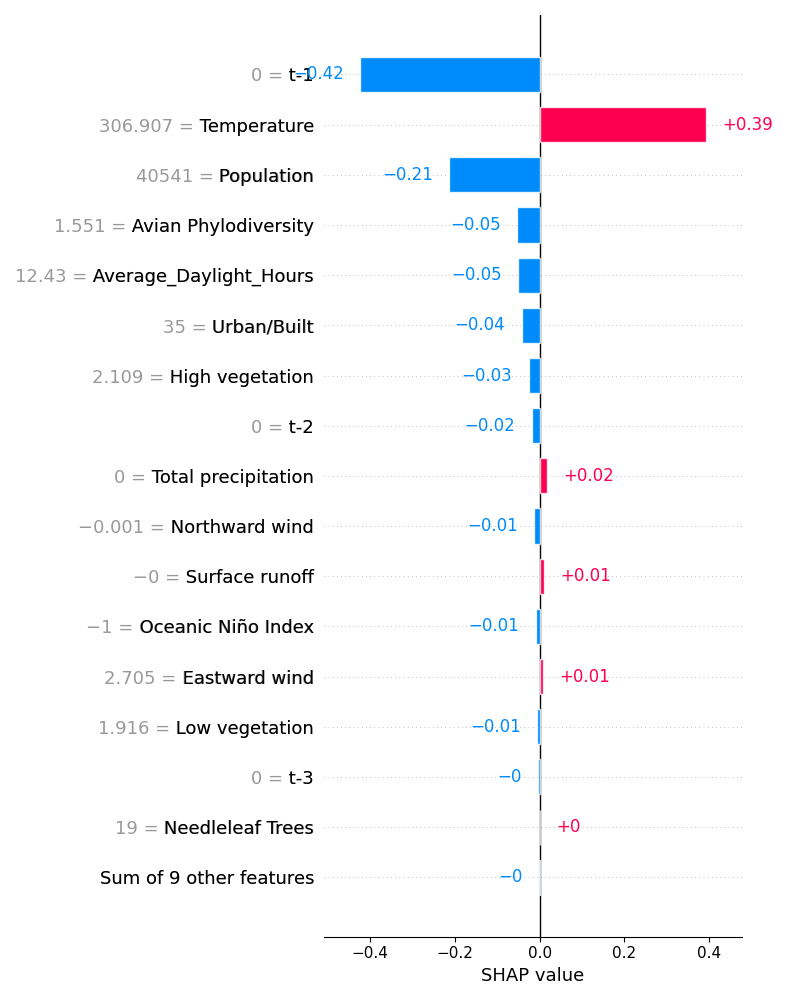 0 = t-1 −0.42
306.907 = Temperature +0.39
40541 = Population −0.21
1.551 = Avian Phylodiversity −0.05
12.43 = Average_Daylight_Hours −0.05
35 = Urban/Built −0.04
2.109 = High vegetation −0.03
0 = t-2 −0.02
0 = Total precipitation +0.02
−0.001 = Northward wind −0.01
−0 = Surface runoff +0.01
−1 = Oceanic Niño Index −0.01
2.705 = Eastward wind +0.01
1.916 = Low vegetation −0.01
0 = t-3 −0
19 = Needleleaf Trees +0
Sum of 9 other features −0
−0.4 −0.2 0.0 0.2 0.4
SHAP value